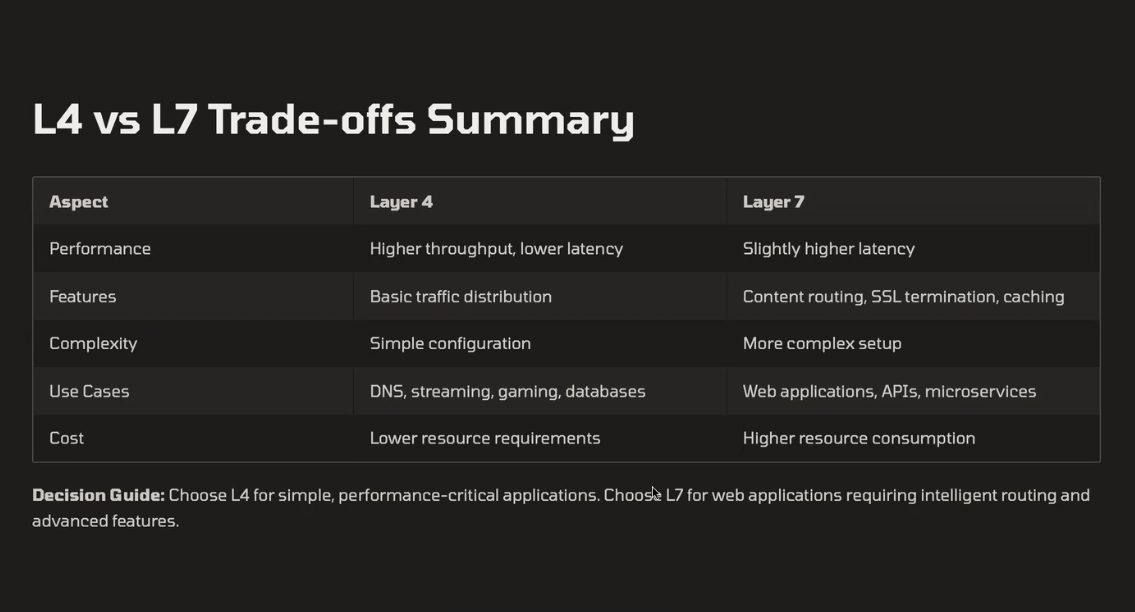 L4 vs L7 Trade-offs Summary
Aspect Layer 4 Layer 7
Performance Higher throughput, lower latency Slightly higher latency
Features Basic traffic distribution Content routing, SSL termination, caching
Complexity Simple configuration More complex setup
Use Cases DNS, streaming, gaming, databases Web applications, APIs, microservices
Cost Lower resource requirements Higher resource consumption
Decision Guide: Choose L4 for simple, performance-critical applications. Choose L7 for web applications requiring intelligent routing and
advanced features.